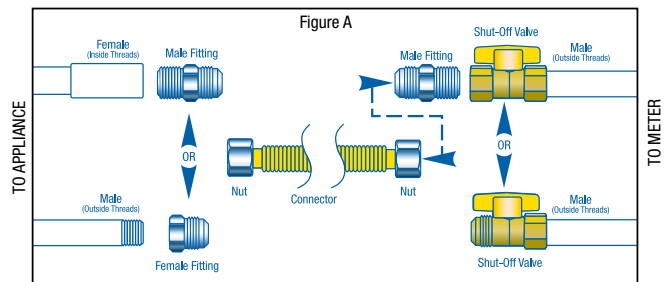 Figure A
Shut-Off Valve
Female
(Inside Threads)
Male Fitting
Male Fitting
Male
(Outside Threads)
TO APPLIANCE
TO METER
OR
OR
Nut
Connector
Nut
Male
(Outside Threads)
Male
(Outside Threads)
Female Fitting
Shut-Off Valve